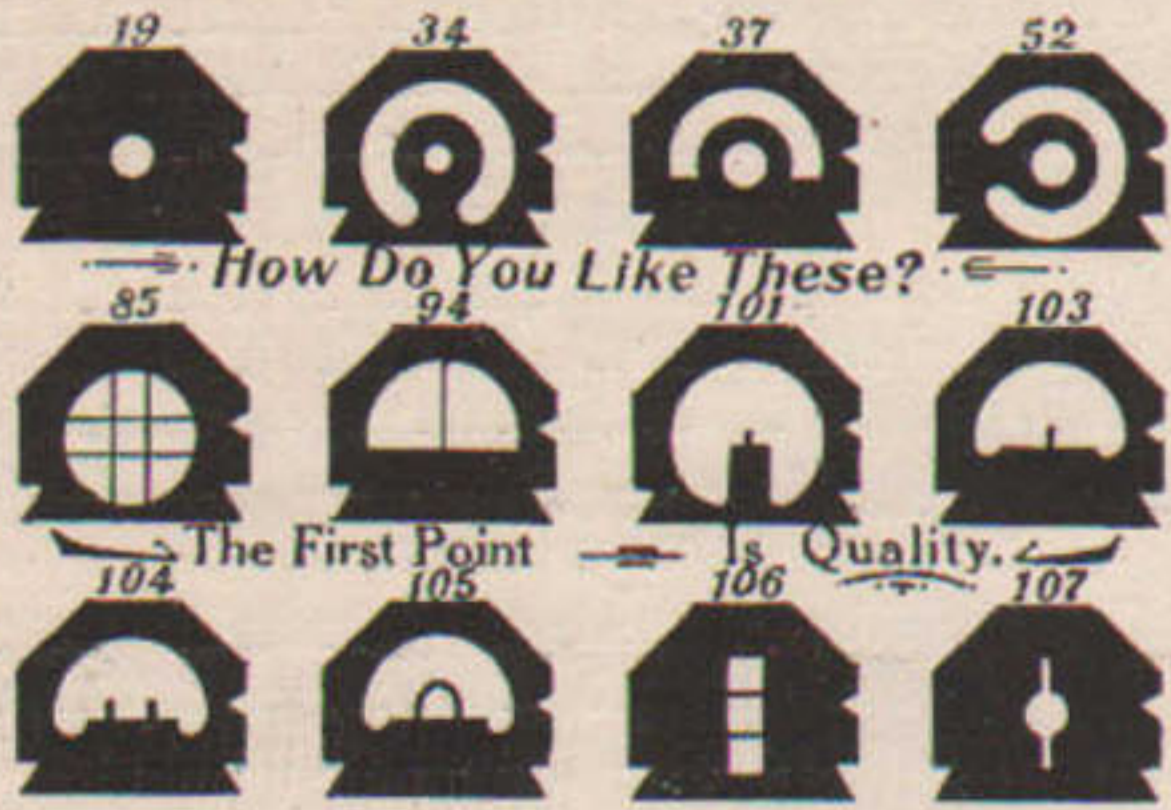 19 34 37 52
How Do You Like These?
85 94 101 103
The First Point Is Quality.
104 105 106 107